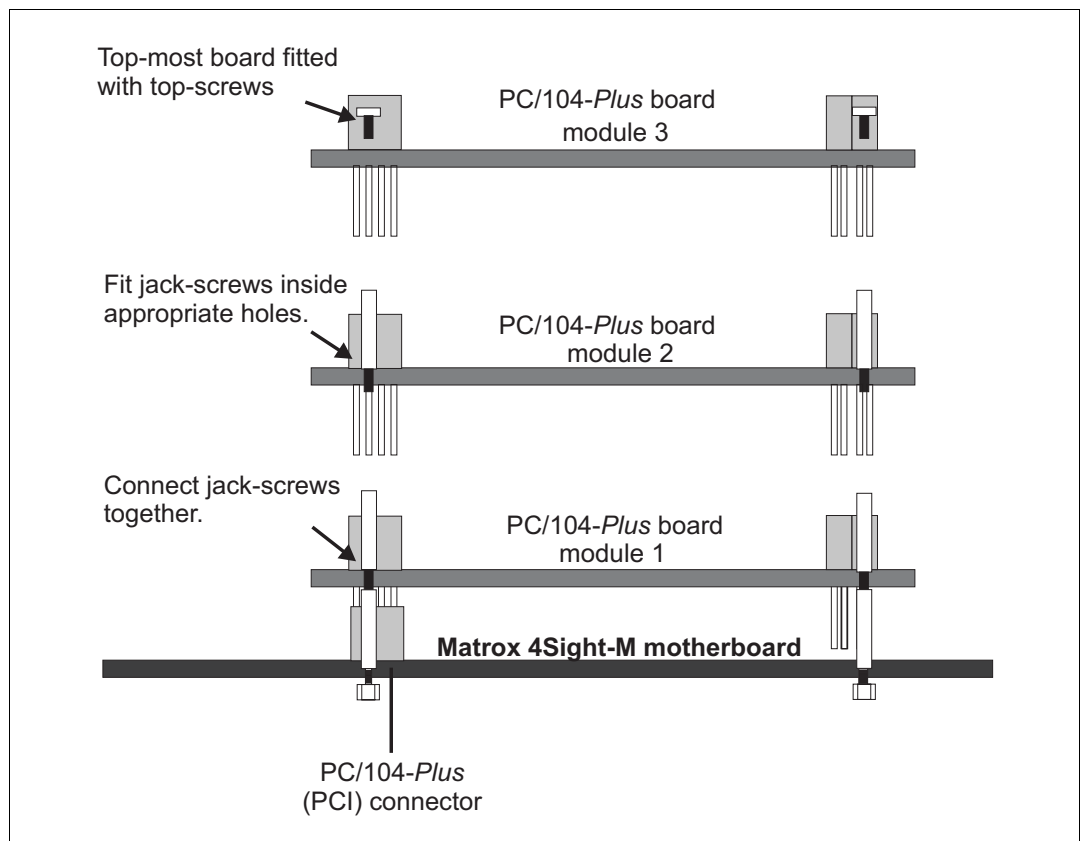 Top-most board fitted
with top-screws
PC/104-Plus board
module 3
Fit jack-screws inside
appropriate holes.
PC/104-Plus board
module 2
Connect jack-screws
together.
PC/104-Plus board
module 1
Matrox 4Sight-M motherboard
PC/104-Plus
(PCI) connector